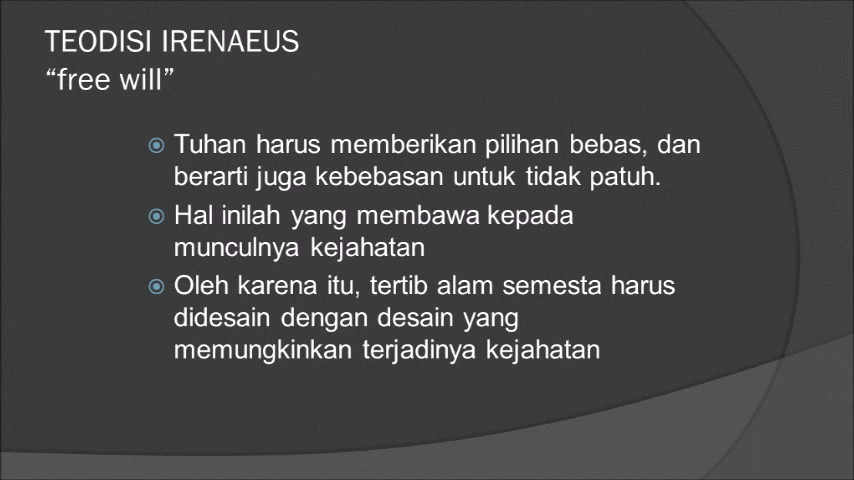 TEODISI IRENAEUS
“free will”
Tuhan harus memberikan pilihan bebas, dan
berarti juga kebebasan untuk tidak patuh.
Hal inilah yang membawa kepada
munculnya kejahatan
Oleh karena itu, tertib alam semesta harus
didesain dengan desain yang
memungkinkan terjadinya kejahatan